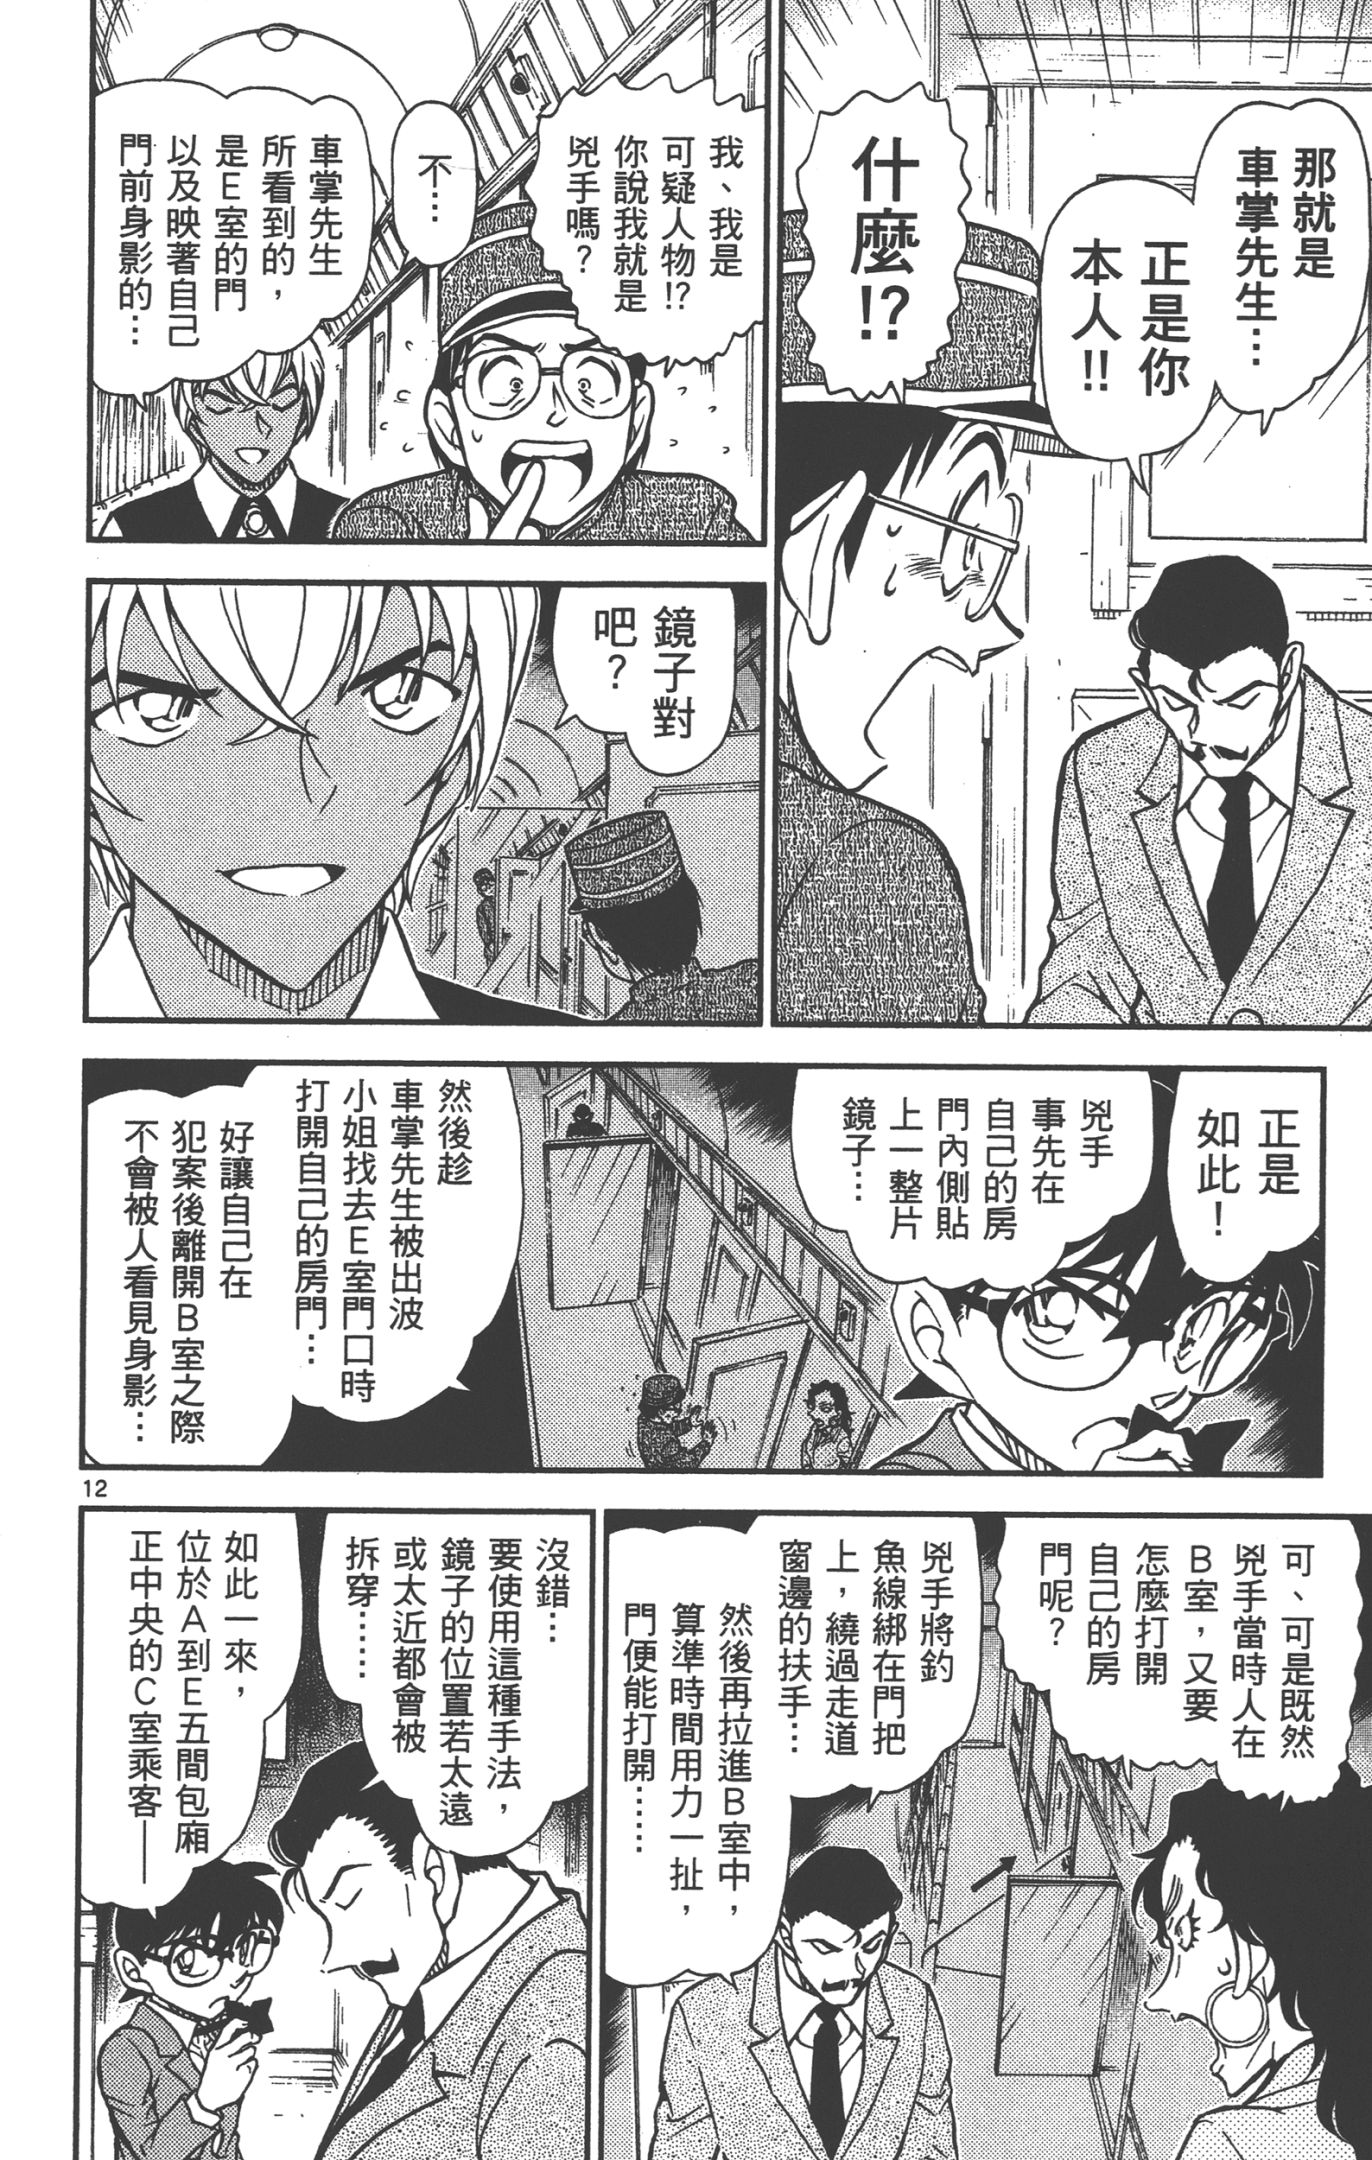 那就是
車掌先生…
正是你
本人!!
什麼!?
我、我是
可疑人物!?
你說我就是
兇手嗎?
不…
車掌先生
所看到的,
是E室的門
以及映著自己
門前身影的…
鏡子對
吧?
正是
如此!
兇手
事先在
自己的房
門內側貼
上一整片
鏡子…
然後趁
車掌先生被出波
小姐找去E室門口時
打開自己的房門…
好讓自己在
犯案後離開B室之際
不會被人看見身影…
12
可、可是既然
兇手當時人在
B室,又要
怎麼打開
自己的房
門呢?
兇手將釣
魚線綁在門把
上,繞過走道
窗邊的扶手…
然後再拉進B室中,
算準時間用力一扯,
門便能打開……
沒錯…
要使用這種手法,
鏡子的位置若太遠
或太近都會被
拆穿……
如此一來,
位於A到E五間包廂
正中央的C室乘客──